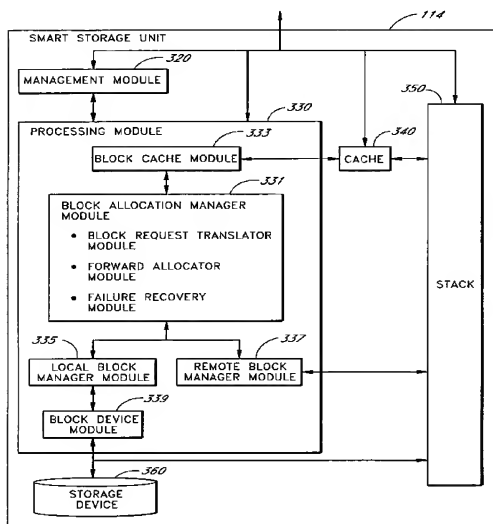 114
SMART STORAGE UNIT
320
MANAGEMENT MODULE
350
330
PROCESSING MODULE
333
340
BLOCK CACHE MODULE
CACHE
331
BLOCK ALLOCATION MANAGER
MODULE
• BLOCK REQUEST TRANSLATOR
MODULE
• FORWARD ALLOCATOR
MODULE
• FAILURE RECOVERY
MODULE
STACK
335
337
LOCAL BLOCK
MANAGER MODULE
REMOTE BLOCK
MANAGER MODULE
339
BLOCK DEVICE
MODULE
360
STORAGE
DEVICE